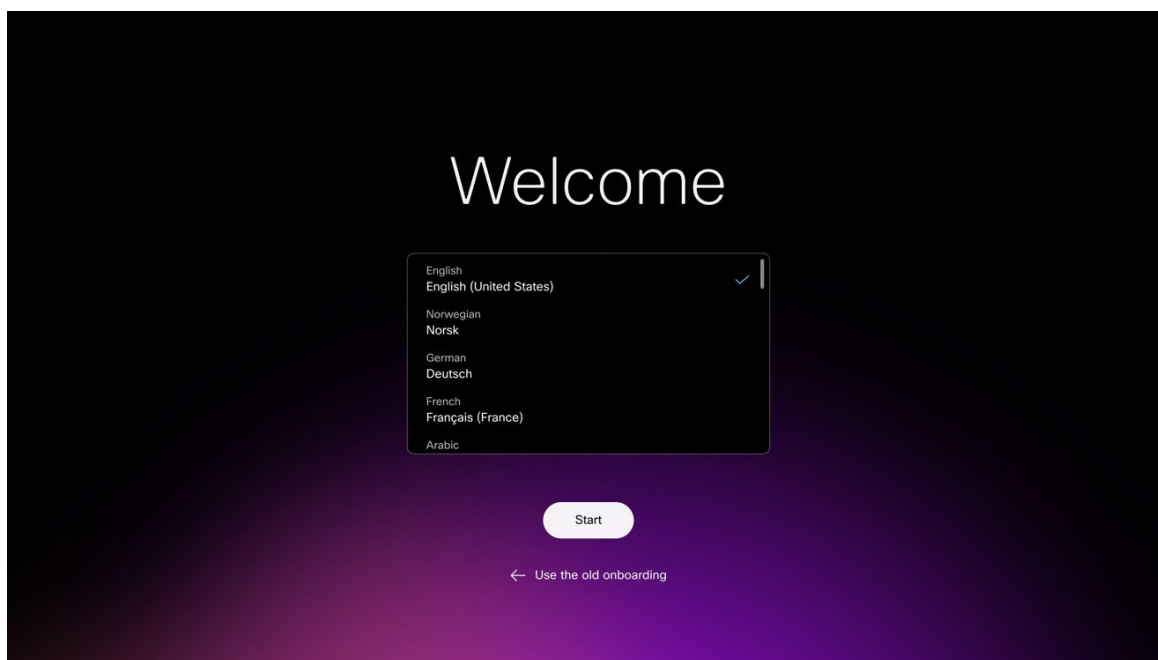 Welcome
English
English (United States)
Norwegian
Norsk
German
Deutsch
French
Français (France)
Arabic
Start
← Use the old onboarding